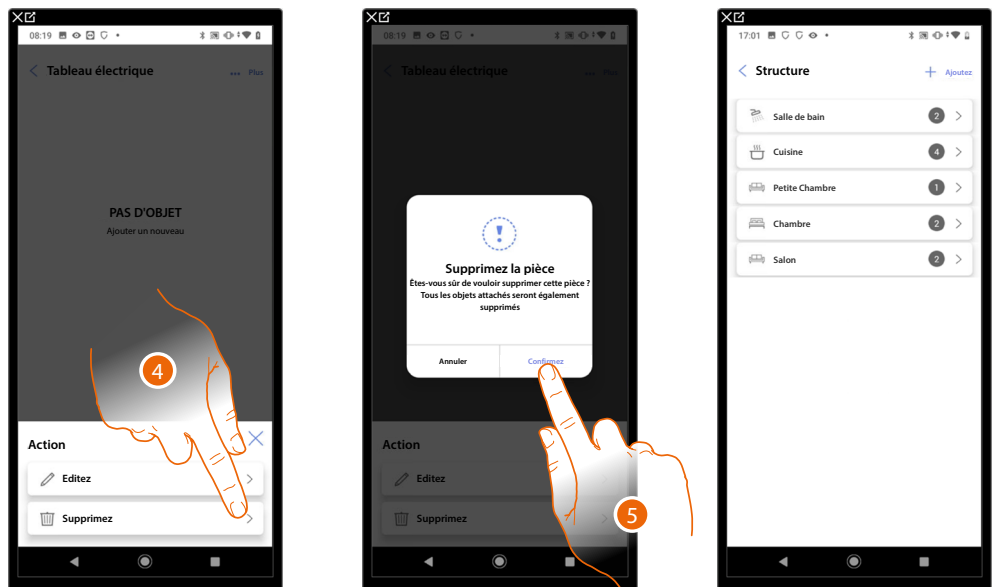 08:19
Tableau électrique
Plus
PAS D'OBJET
Ajouter un nouveau
4
Action
Editez
Supprimez
08:19
Tableau électrique
Plus
Supprimez la pièce
Êtes-vous sûr de vouloir supprimer cette pièce ?
Tous les objets attachés seront également
supprimés
Annuler
Confirmez
Action
Editez
Supprimez
5
17:01
Structure
Ajoutez
Salle de bain 2
Cuisine 4
Petite Chambre 1
Chambre 2
Salon 2